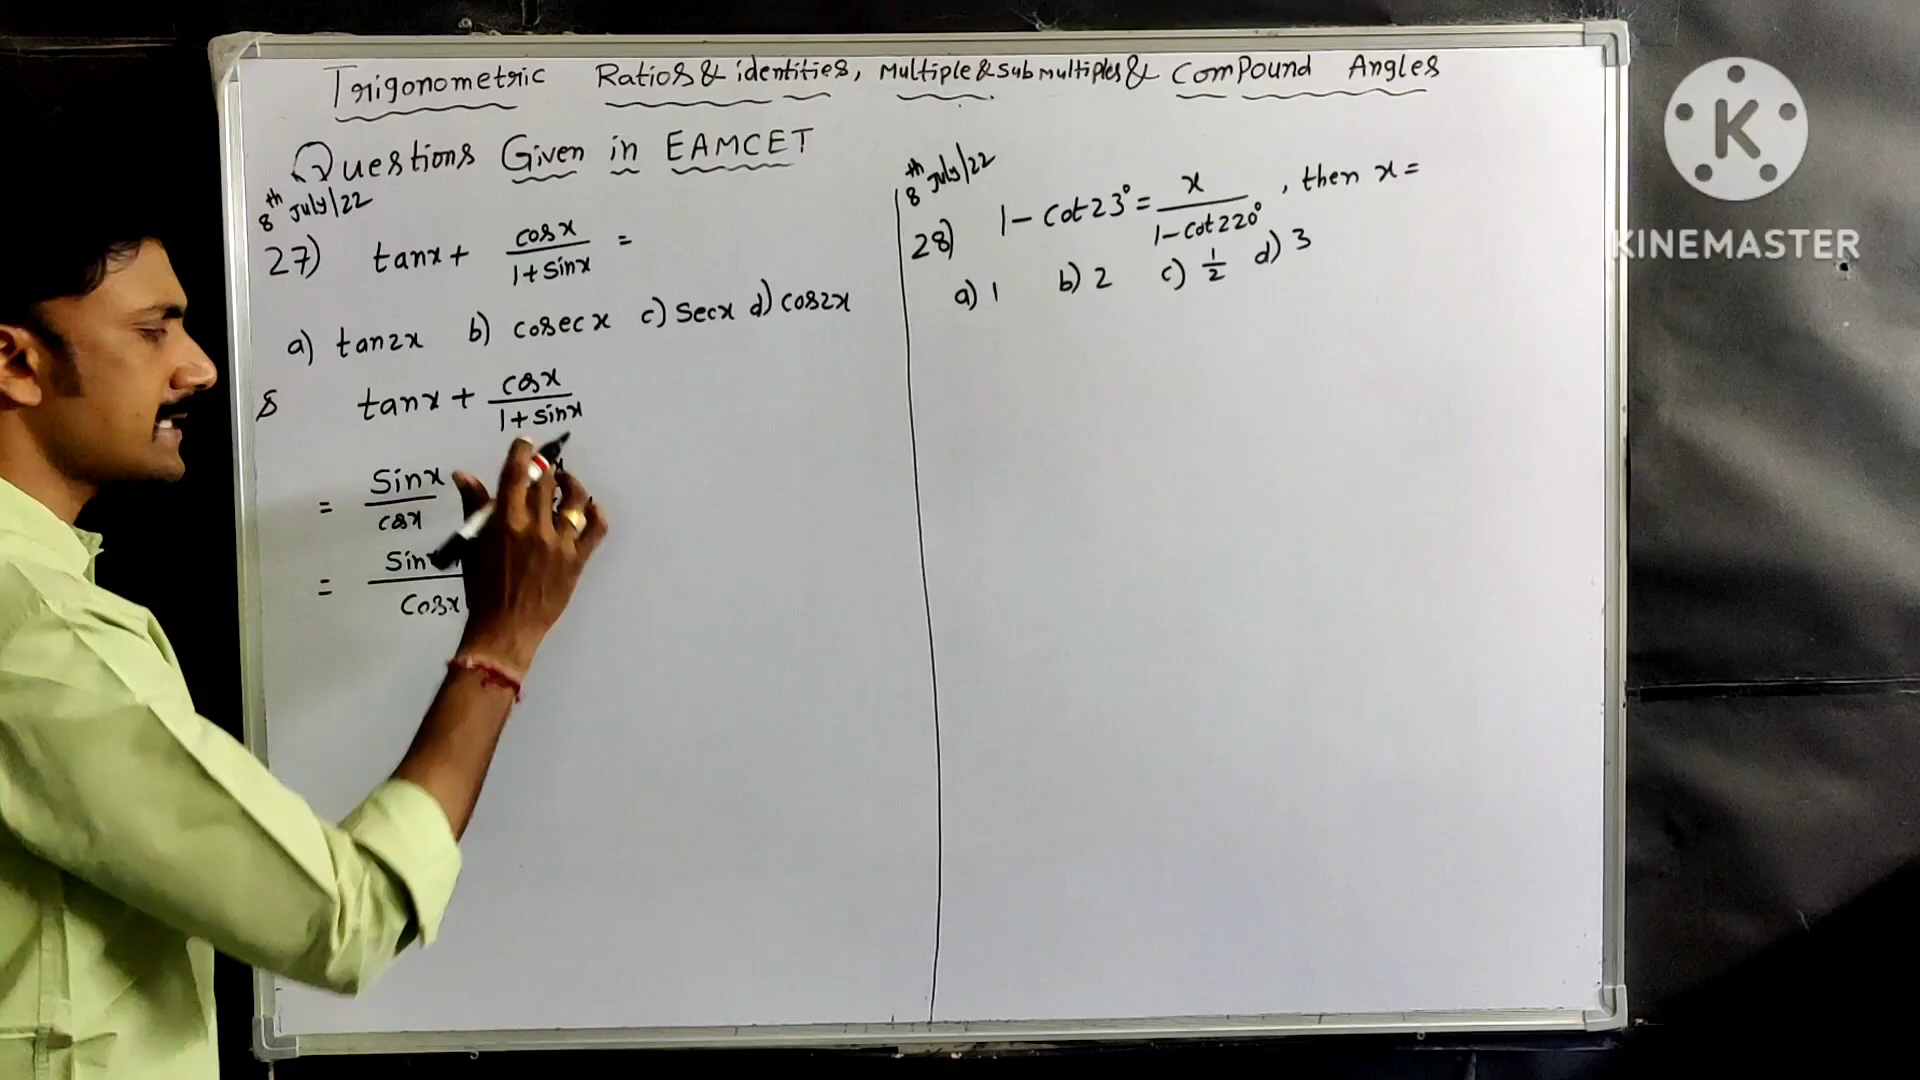 Trigonometric Ratios & identities, Multiple & Sub multiples & Compound Angles
Questions Given in EAMCET
8th July/22
27) tanx + cosx/1+sinx =
a) tan2x b) cosecx c) Secx d) cos2x
S tanx + cosx/1+sinx
= Sinx/cosx
= Sin/Cosx
8th July/22
28) 1 - Cot23° = x/1-cot220°, then x =
a) 1 b) 2 c) 1/2 d) 3
K
KINEMASTER